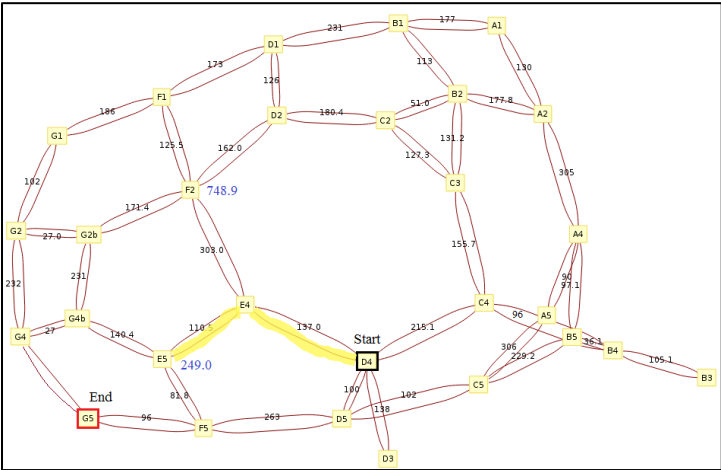 B1
177
A1
231
D1
113
130
173
126
B2
F1
51.0
177.8
A2
186
D2
180.4
C2
G1
125.5
162.0
131.2
127.3
305
102
F2
748.9
C3
171.4
G2
27.0
G2b
A4
303.0
155.7
231
90
232
97.1
E4
C4
G4b
96
A5
110.5
137.0
215.1
G4
27
140.4
Start
B5
36.1
306
B4
E5
249.0
D4
229.2
105.1
B3
C5
81.8
100
102
End
138
G5
96
263
D5
F5
D3